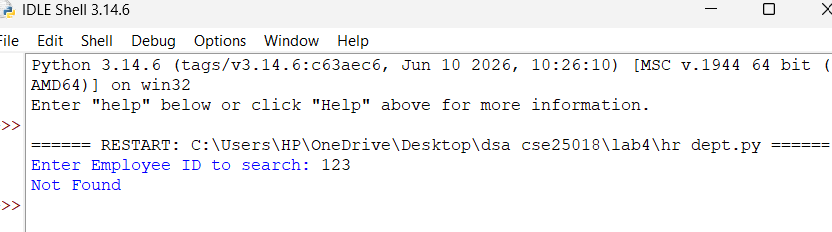 IDLE Shell 3.14.6
File Edit Shell Debug Options Window Help
Python 3.14.6 (tags/v3.14.6:c63aec6, Jun 10 2026, 10:26:10) [MSC v.1944 64 bit (
AMD64)] on win32
Enter "help" below or click "Help" above for more information.
>>
====== RESTART: C:\Users\HP\OneDrive\Desktop\dsa cse25018\lab4\hr dept.py ======
Enter Employee ID to search: 123
Not Found
>>